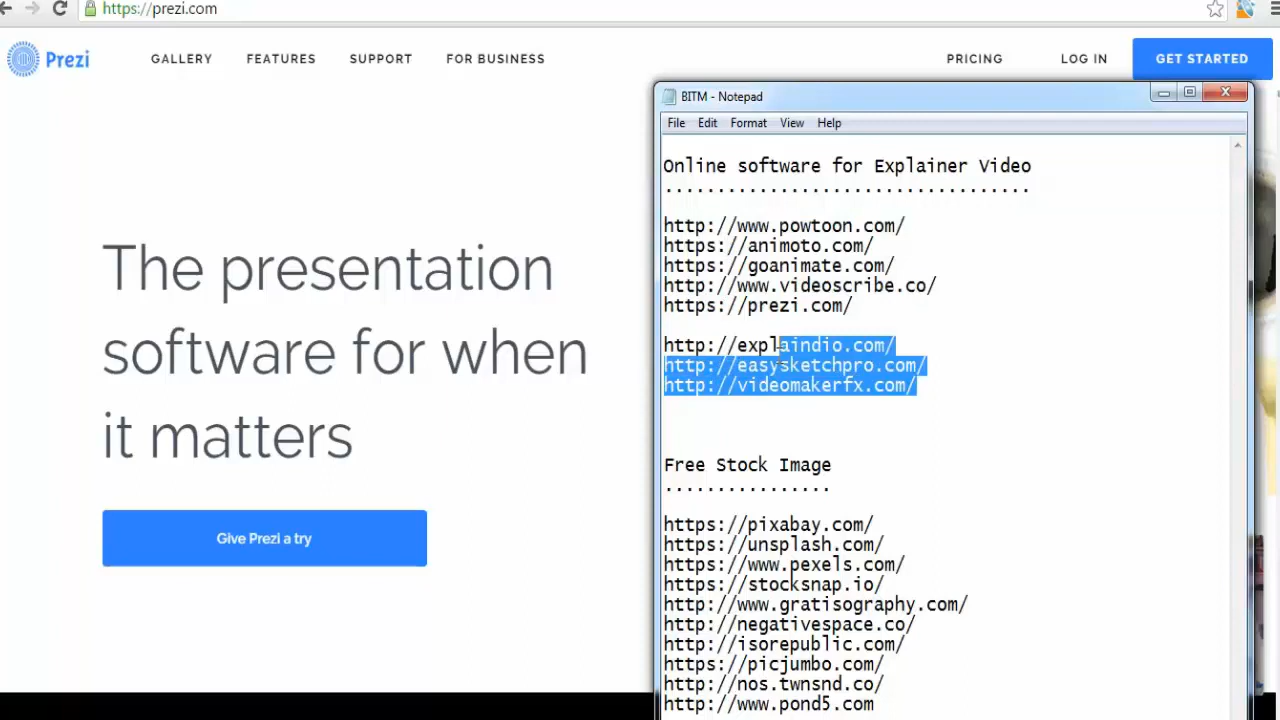 https://prezi.com
Prezi
GALLERY
FEATURES
SUPPORT
FOR BUSINESS
PRICING
LOG IN
GET STARTED
The presentation
software for when
it matters
Give Prezi a try
BITM - Notepad
File Edit Format View Help
Online software for Explainer Video
...................................
http://www.powtoon.com/
https://animoto.com/
https://goanimate.com/
http://www.videoscribe.co/
https://prezi.com/
http://explaindio.com/
http://easysketchpro.com/
http://videomakerfx.com/
Free Stock Image
................
https://pixabay.com/
https://unsplash.com/
https://www.pexels.com/
https://stocksnap.io/
http://www.gratisography.com/
http://negativespace.co/
http://isorepublic.com/
https://picjumbo.com/
http://nos.twnsnd.co/
http://www.pond5.com